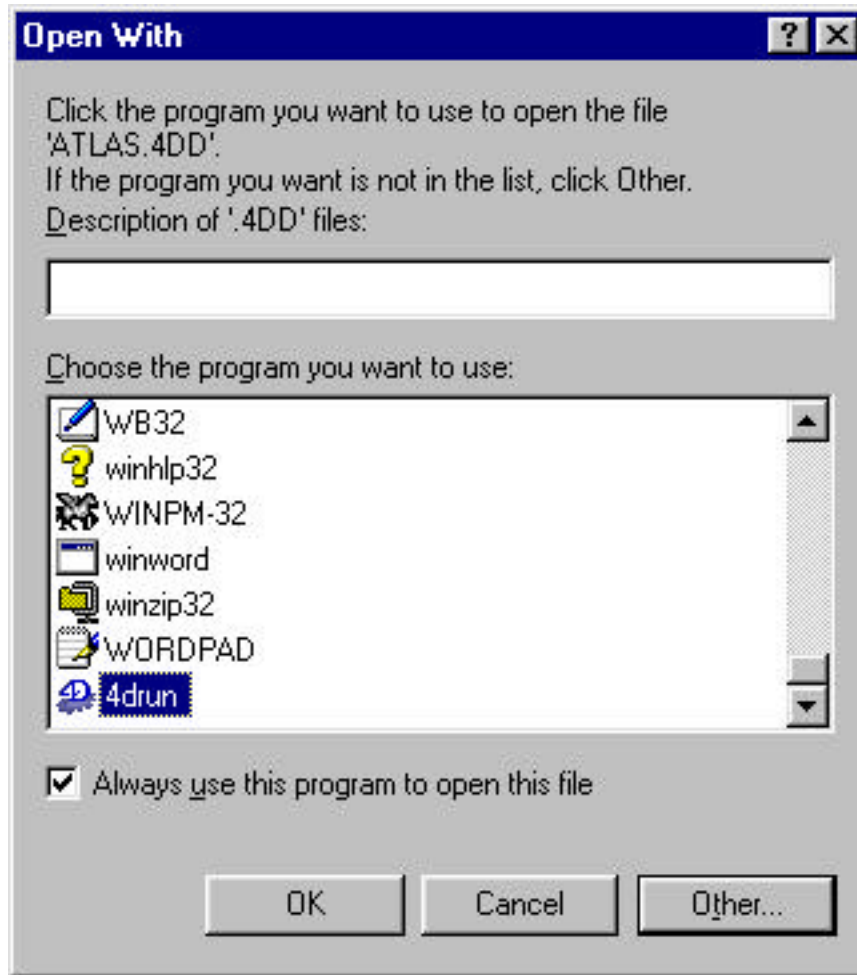 Open With
Click the program you want to use to open the file
'ATLAS.4DD'.
If the program you want is not in the list, click Other.
Description of '.4DD' files:
Choose the program you want to use:
WB32
winhlp32
WINPM-32
winword
winzip32
WORDPAD
4drun
Always use this program to open this file
OK
Cancel
Other...